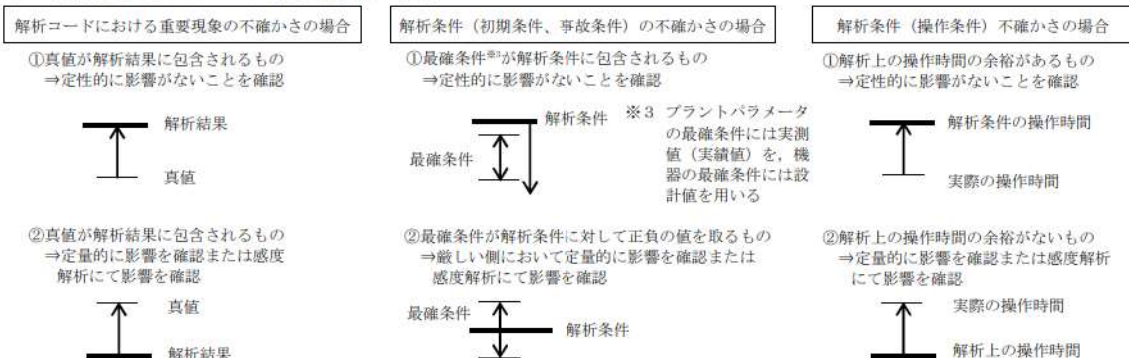 解析コードにおける重要現象の不確かさの場合
①真値が解析結果に包含されるもの
⇒定性的に影響がないことを確認
解析結果
真値
②真値が解析結果に包含されるもの
⇒定量的に影響を確認または感度
解析にて影響を確認
真値
解析結果
解析条件（初期条件、事故条件）の不確かさの場合
①最確条件※3が解析条件に包含されるもの
⇒定性的に影響がないことを確認
解析条件
最確条件
※３ プラントパラメータ
の最確条件には実測
値（実績値）を，機
器の最確条件には設
計値を用いる
②最確条件が解析条件に対して正負の値を取るもの
⇒厳しい側において定量的に影響を確認または
感度解析にて影響を確認
最確条件
解析条件
解析条件（操作条件）不確かさの場合
①解析上の操作時間の余裕があるもの
⇒定性的に影響がないことを確認
解析条件の操作時間
実際の操作時間
②解析上の操作時間の余裕がないもの
⇒定量的に影響を確認または感度解析
にて影響を確認
実際の操作時間
解析上の操作時間